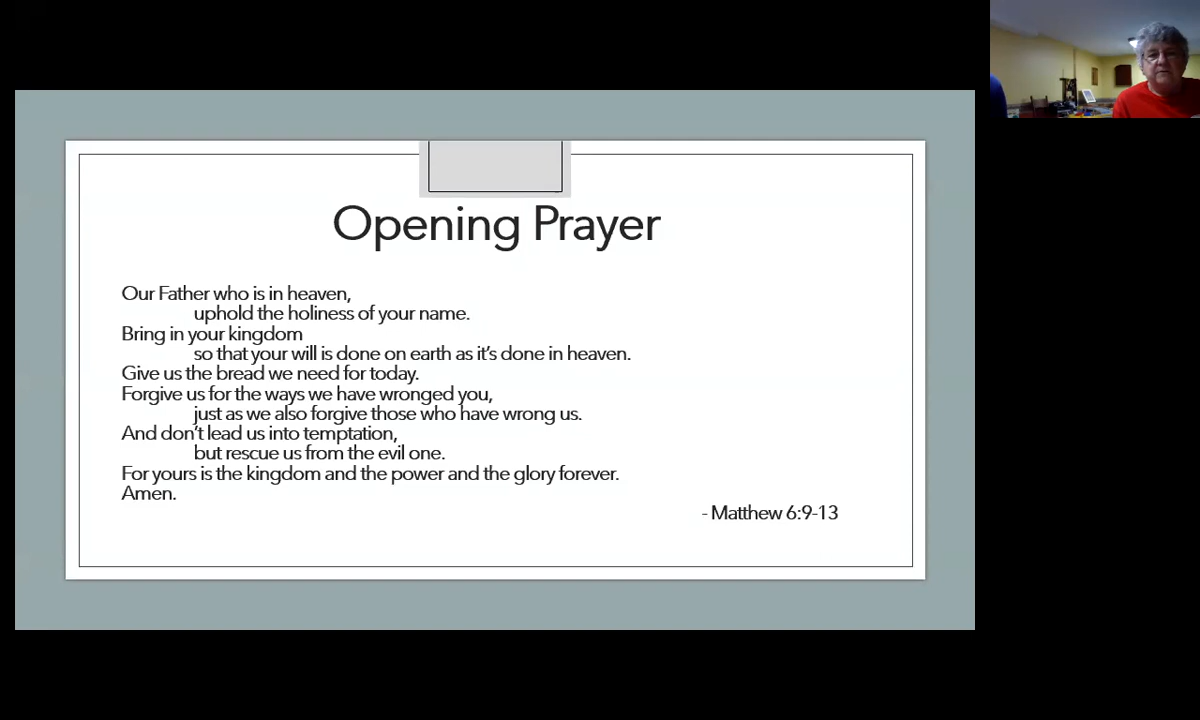 Opening Prayer
Our Father who is in heaven,
uphold the holiness of your name.
Bring in your kingdom
so that your will is done on earth as it's done in heaven.
Give us the bread we need for today.
Forgive us for the ways we have wronged you,
just as we also forgive those who have wrong us.
And don't lead us into temptation,
but rescue us from the evil one.
For yours is the kingdom and the power and the glory forever.
Amen.
- Matthew 6:9-13